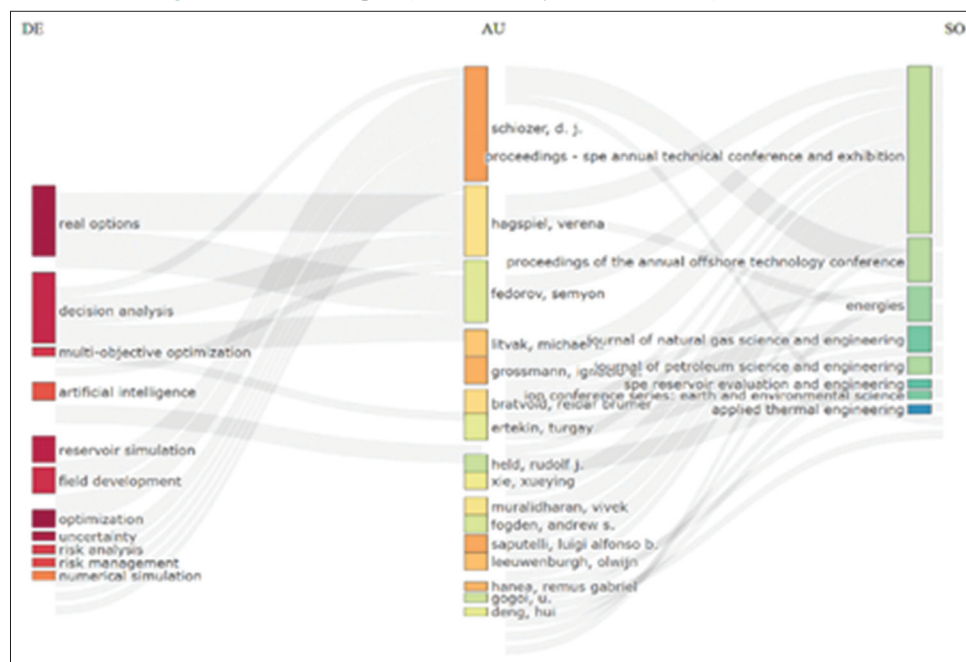 DE
AU
SO
real options
decision analysis
multi-objective optimization
artificial intelligence
reservoir simulation
field development
optimization
uncertainty
risk analysis
risk management
numerical simulation
schiozer, d. j.
hagspiel, verena
fedorov, semyon
litvak, michael
grossmann,
bratvold, reidar brumer
ertekin, turgay
held, rudolf j.
xie, xueying
muralidharan, vivek
fogden, andrew s.
saputelli, luigi alfonso b.
leeuwenburgh, olwijn
hanea, remus gabriel
gogoi, u.
deng, hui
proceedings - spe annual technical conference and exhibition
proceedings of the annual offshore technology conference
energies
journal of natural gas science and engineering
journal of petroleum science and engineering
spe reservoir evaluation and engineering
iop conference series: earth and environmental science
applied thermal engineering